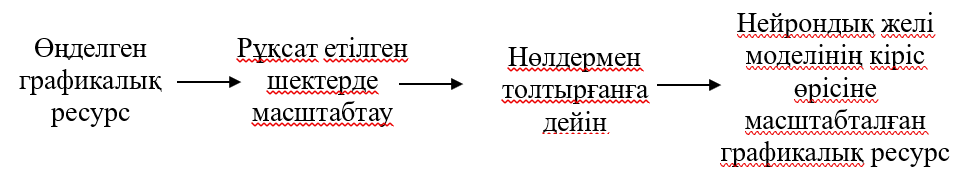 Өңделген
графикалық
ресурс
Рұқсат етілген
шектерде
масштабтау
Нөлдермен
толтырғанға
дейін
Нейрондық желі
моделінің кіріс
өрісіне
масштабталған
графикалық ресурс